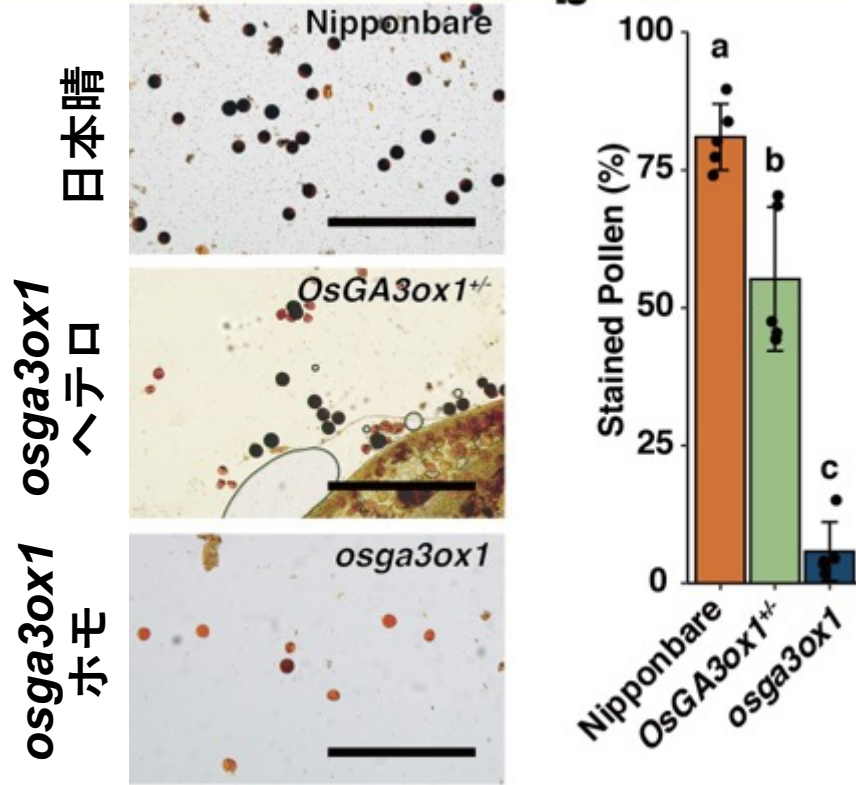 日本晴
Nipponbare
osga3ox1
ヘテロ
OsGA3ox1+/-
osga3ox1
ホモ
osga3ox1
Stained Pollen (%)
100
75
50
25
0
a
b
c
Nipponbare
OsGA3ox1+/-
osga3ox1